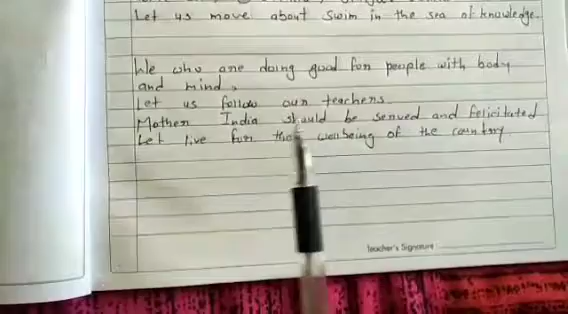 Let us move about swim in the sea of knowledge.
We who are doing good for people with body
and mind,
Let us follow our teachers.
Mother India should be served and felicitated
Let live for the wellbeing of the country.
Teacher's Signature